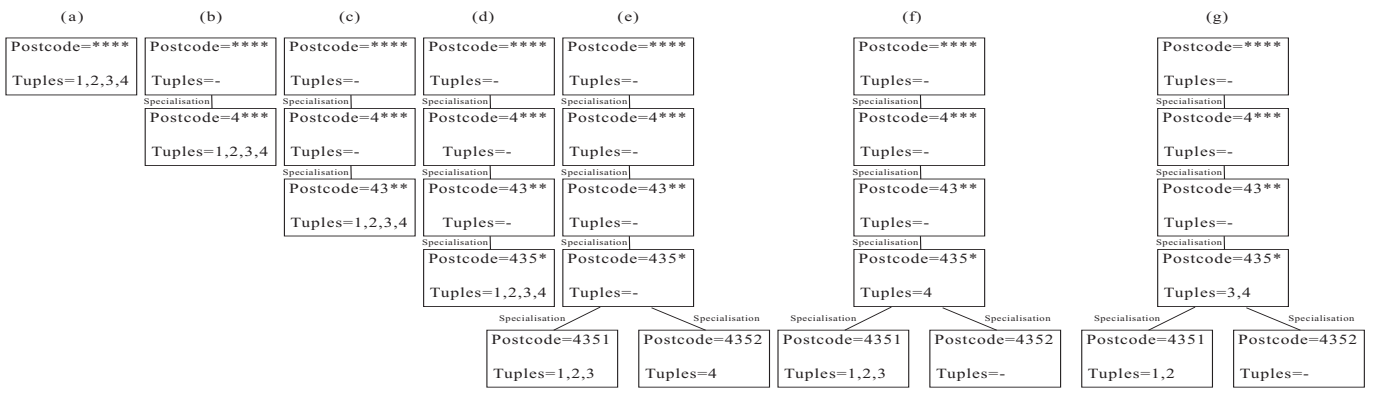 (a) (b) (c) (d) (e) (f) (g)
Postcode=**** Postcode=**** Postcode=**** Postcode=**** Postcode=**** Postcode=**** Postcode=****
Tuples=1,2,3,4 Tuples=- Tuples=- Tuples=- Tuples=- Tuples=- Tuples=-
Specialisation Specialisation Specialisation Specialisation Specialisation Specialisation
Postcode=4*** Postcode=4*** Postcode=4*** Postcode=4*** Postcode=4*** Postcode=4***
Tuples=1,2,3,4 Tuples=- Tuples=- Tuples=- Tuples=- Tuples=-
Specialisation Specialisation Specialisation Specialisation Specialisation
Postcode=43** Postcode=43** Postcode=43** Postcode=43** Postcode=43**
Tuples=1,2,3,4 Tuples=- Tuples=- Tuples=- Tuples=-
Specialisation Specialisation Specialisation Specialisation
Postcode=435* Postcode=435* Postcode=435* Postcode=435*
Tuples=1,2,3,4 Tuples=- Tuples=4 Tuples=3,4
Specialisation Specialisation Specialisation Specialisation Specialisation Specialisation
Postcode=4351 Postcode=4352 Postcode=4351 Postcode=4352 Postcode=4351 Postcode=4352
Tuples=1,2,3 Tuples=4 Tuples=1,2,3 Tuples=- Tuples=1,2 Tuples=-